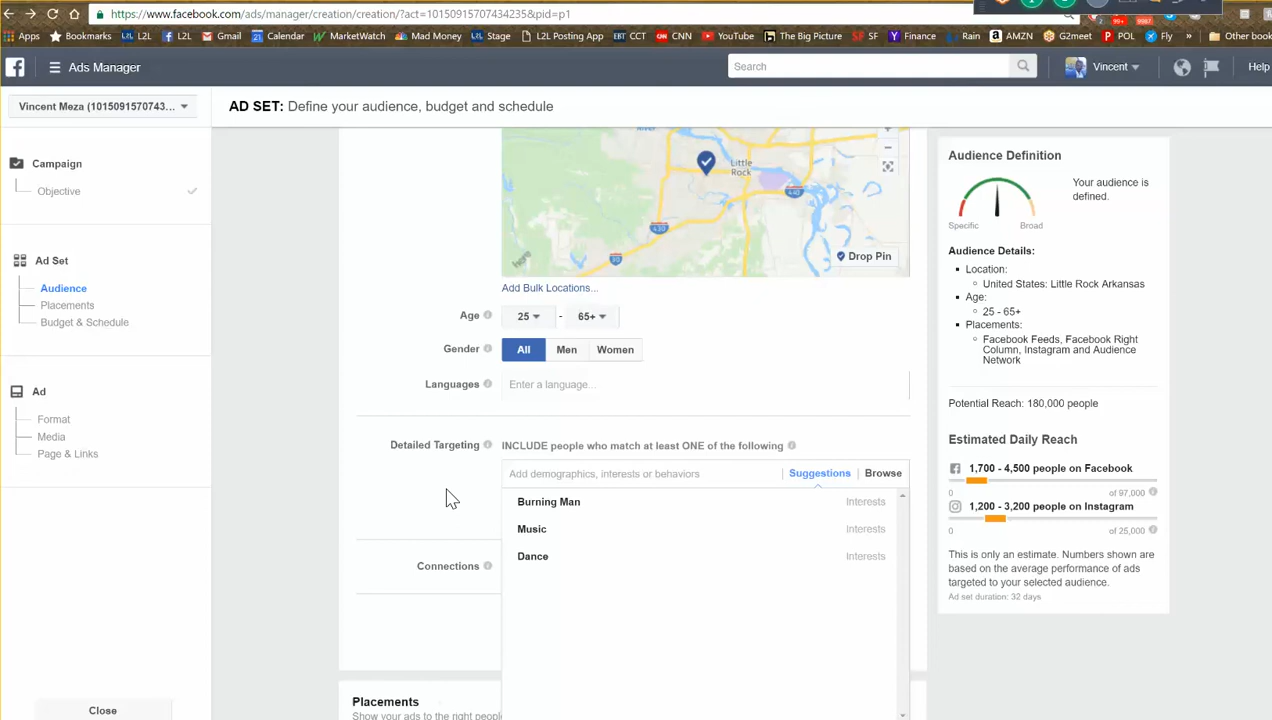 https://www.facebook.com/ads/manager/creation/creation/?act=10150915707434235&pid=p1
99+
9987
Apps
Bookmarks
L2L
L2L
Gmail
Calendar
MarketWatch
Mad Money
Stage
L2L Posting App
EBT CCT
CNN
YouTube
The Big Picture
SF
Finance
Rain
AMZN
G2meet
POL
Fly
»
Other book
Ads Manager
Search
Vincent
Help
Vincent Meza (1015091570743...
AD SET: Define your audience, budget and schedule
Campaign
Objective
Ad Set
Audience
Placements
Budget & Schedule
Ad
Format
Media
Page & Links
Close
River
Little
Rock
440
430
30
here
Drop Pin
Add Bulk Locations...
Age
25
-
65+
Gender
All
Men
Women
Languages
Enter a language...
Detailed Targeting
INCLUDE people who match at least ONE of the following
Add demographics, interests or behaviors
Suggestions
Browse
Burning Man
Interests
Music
Interests
Dance
Interests
Connections
Placements
Show your ads to the right people
Audience Definition
Your audience is
defined.
Specific
Broad
Audience Details:
Location:
United States: Little Rock Arkansas
Age:
25 - 65+
Placements:
Facebook Feeds, Facebook Right
Column, Instagram and Audience
Network
Potential Reach: 180,000 people
Estimated Daily Reach
1,700 - 4,500 people on Facebook
0
of 97,000
1,200 - 3,200 people on Instagram
0
of 25,000
This is only an estimate. Numbers shown are
based on the average performance of ads
targeted to your selected audience.
Ad set duration: 32 days